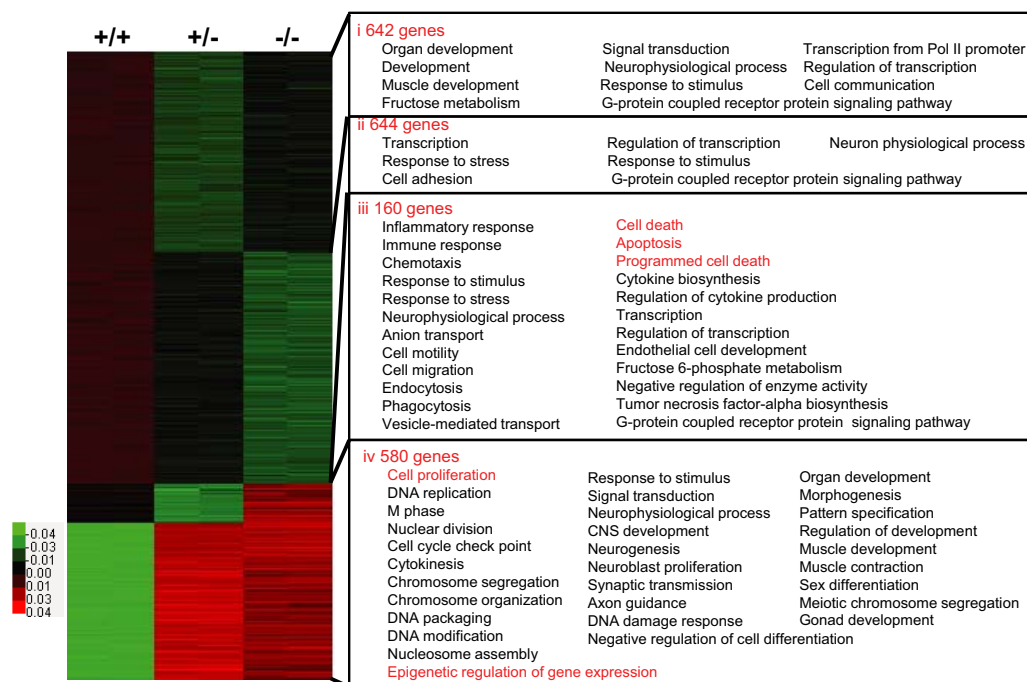 +/+ +/- -/-
i 642 genes
Organ development Signal transduction Transcription from Pol II promoter
Development Neurophysiological process Regulation of transcription
Muscle development Response to stimulus Cell communication
Fructose metabolism G-protein coupled receptor protein signaling pathway
ii 644 genes
Transcription Regulation of transcription Neuron physiological process
Response to stress Response to stimulus
Cell adhesion G-protein coupled receptor protein signaling pathway
iii 160 genes
Inflammatory response Cell death
Immune response Apoptosis
Chemotaxis Programmed cell death
Response to stimulus Cytokine biosynthesis
Response to stress Regulation of cytokine production
Neurophysiological process Transcription
Anion transport Regulation of transcription
Cell motility Endothelial cell development
Cell migration Fructose 6-phosphate metabolism
Endocytosis Negative regulation of enzyme activity
Phagocytosis Tumor necrosis factor-alpha biosynthesis
Vesicle-mediated transport G-protein coupled receptor protein signaling pathway
iv 580 genes
Cell proliferation Response to stimulus Organ development
DNA replication Signal transduction Morphogenesis
M phase Neurophysiological process Pattern specification
Nuclear division CNS development Regulation of development
Cell cycle check point Neurogenesis Muscle development
Cytokinesis Neuroblast proliferation Muscle contraction
Chromosome segregation Synaptic transmission Sex differentiation
Chromosome organization Axon guidance Meiotic chromosome segregation
DNA packaging DNA damage response Gonad development
DNA modification Negative regulation of cell differentiation
Nucleosome assembly
Epigenetic regulation of gene expression
-0.04
-0.03
-0.01
0.00
0.01
0.03
0.04